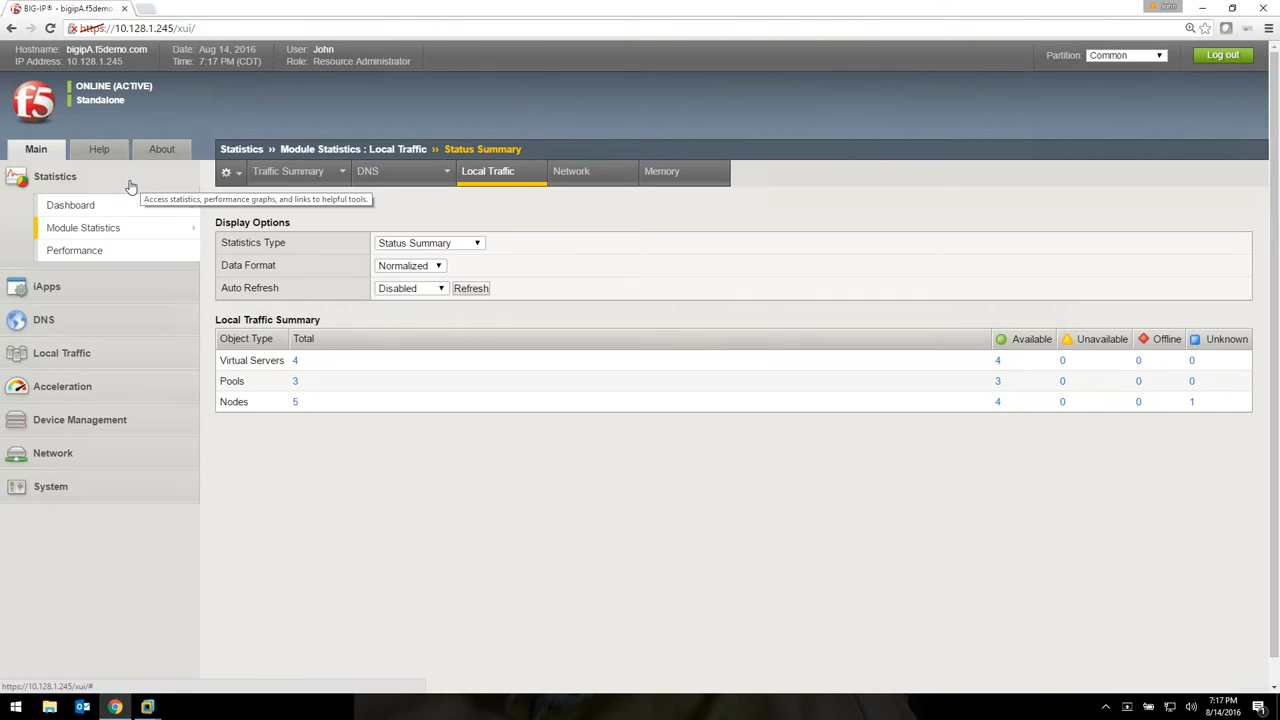 BIG-IP® - bigipA.f5demo... ×
John
https://10.128.1.245/xui/
Hostname: bigipA.f5demo.com Date: Aug 14, 2016 User: John
IP Address: 10.128.1.245 Time: 7:17 PM (CDT) Role: Resource Administrator
Partition: Common Log out
f5
ONLINE (ACTIVE)
Standalone
Main Help About
Statistics ›› Module Statistics : Local Traffic ›› Status Summary
Traffic Summary DNS Local Traffic Network Memory
Statistics
Access statistics, performance graphs, and links to helpful tools.
Dashboard
Module Statistics
Performance
iApps
DNS
Local Traffic
Acceleration
Device Management
Network
System
Display Options
Statistics Type Status Summary
Data Format Normalized
Auto Refresh Disabled Refresh
Local Traffic Summary
Object Type Total Available Unavailable Offline Unknown
Virtual Servers 4 4 0 0 0
Pools 3 3 0 0 0
Nodes 5 4 0 0 1
https://10.128.1.245/xui/#
7:17 PM
8/14/2016